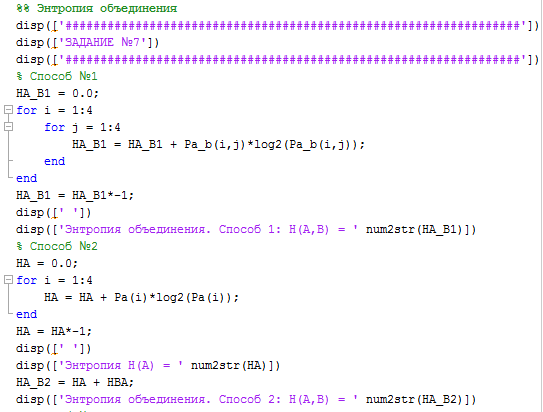 %% Энтропия объединения
disp(['#################################################################'])
disp(['ЗАДАНИЕ №7'])
disp(['#################################################################'])
% Способ №1
HA_B1 = 0.0;
for i = 1:4
for j = 1:4
HA_B1 = HA_B1 + Pa_b(i,j)*log2(Pa_b(i,j));
end
end
HA_B1 = HA_B1*-1;
disp([' '])
disp(['Энтропия объединения. Способ 1: H(A,B) = ' num2str(HA_B1)])
% Способ №2
HA = 0.0;
for i = 1:4
HA = HA + Pa(i)*log2(Pa(i));
end
HA = HA*-1;
disp([' '])
disp(['Энтропия H(A) = ' num2str(HA)])
HA_B2 = HA + HBA;
disp(['Энтропия объединения. Способ 2: H(A,B) = ' num2str(HA_B2)])